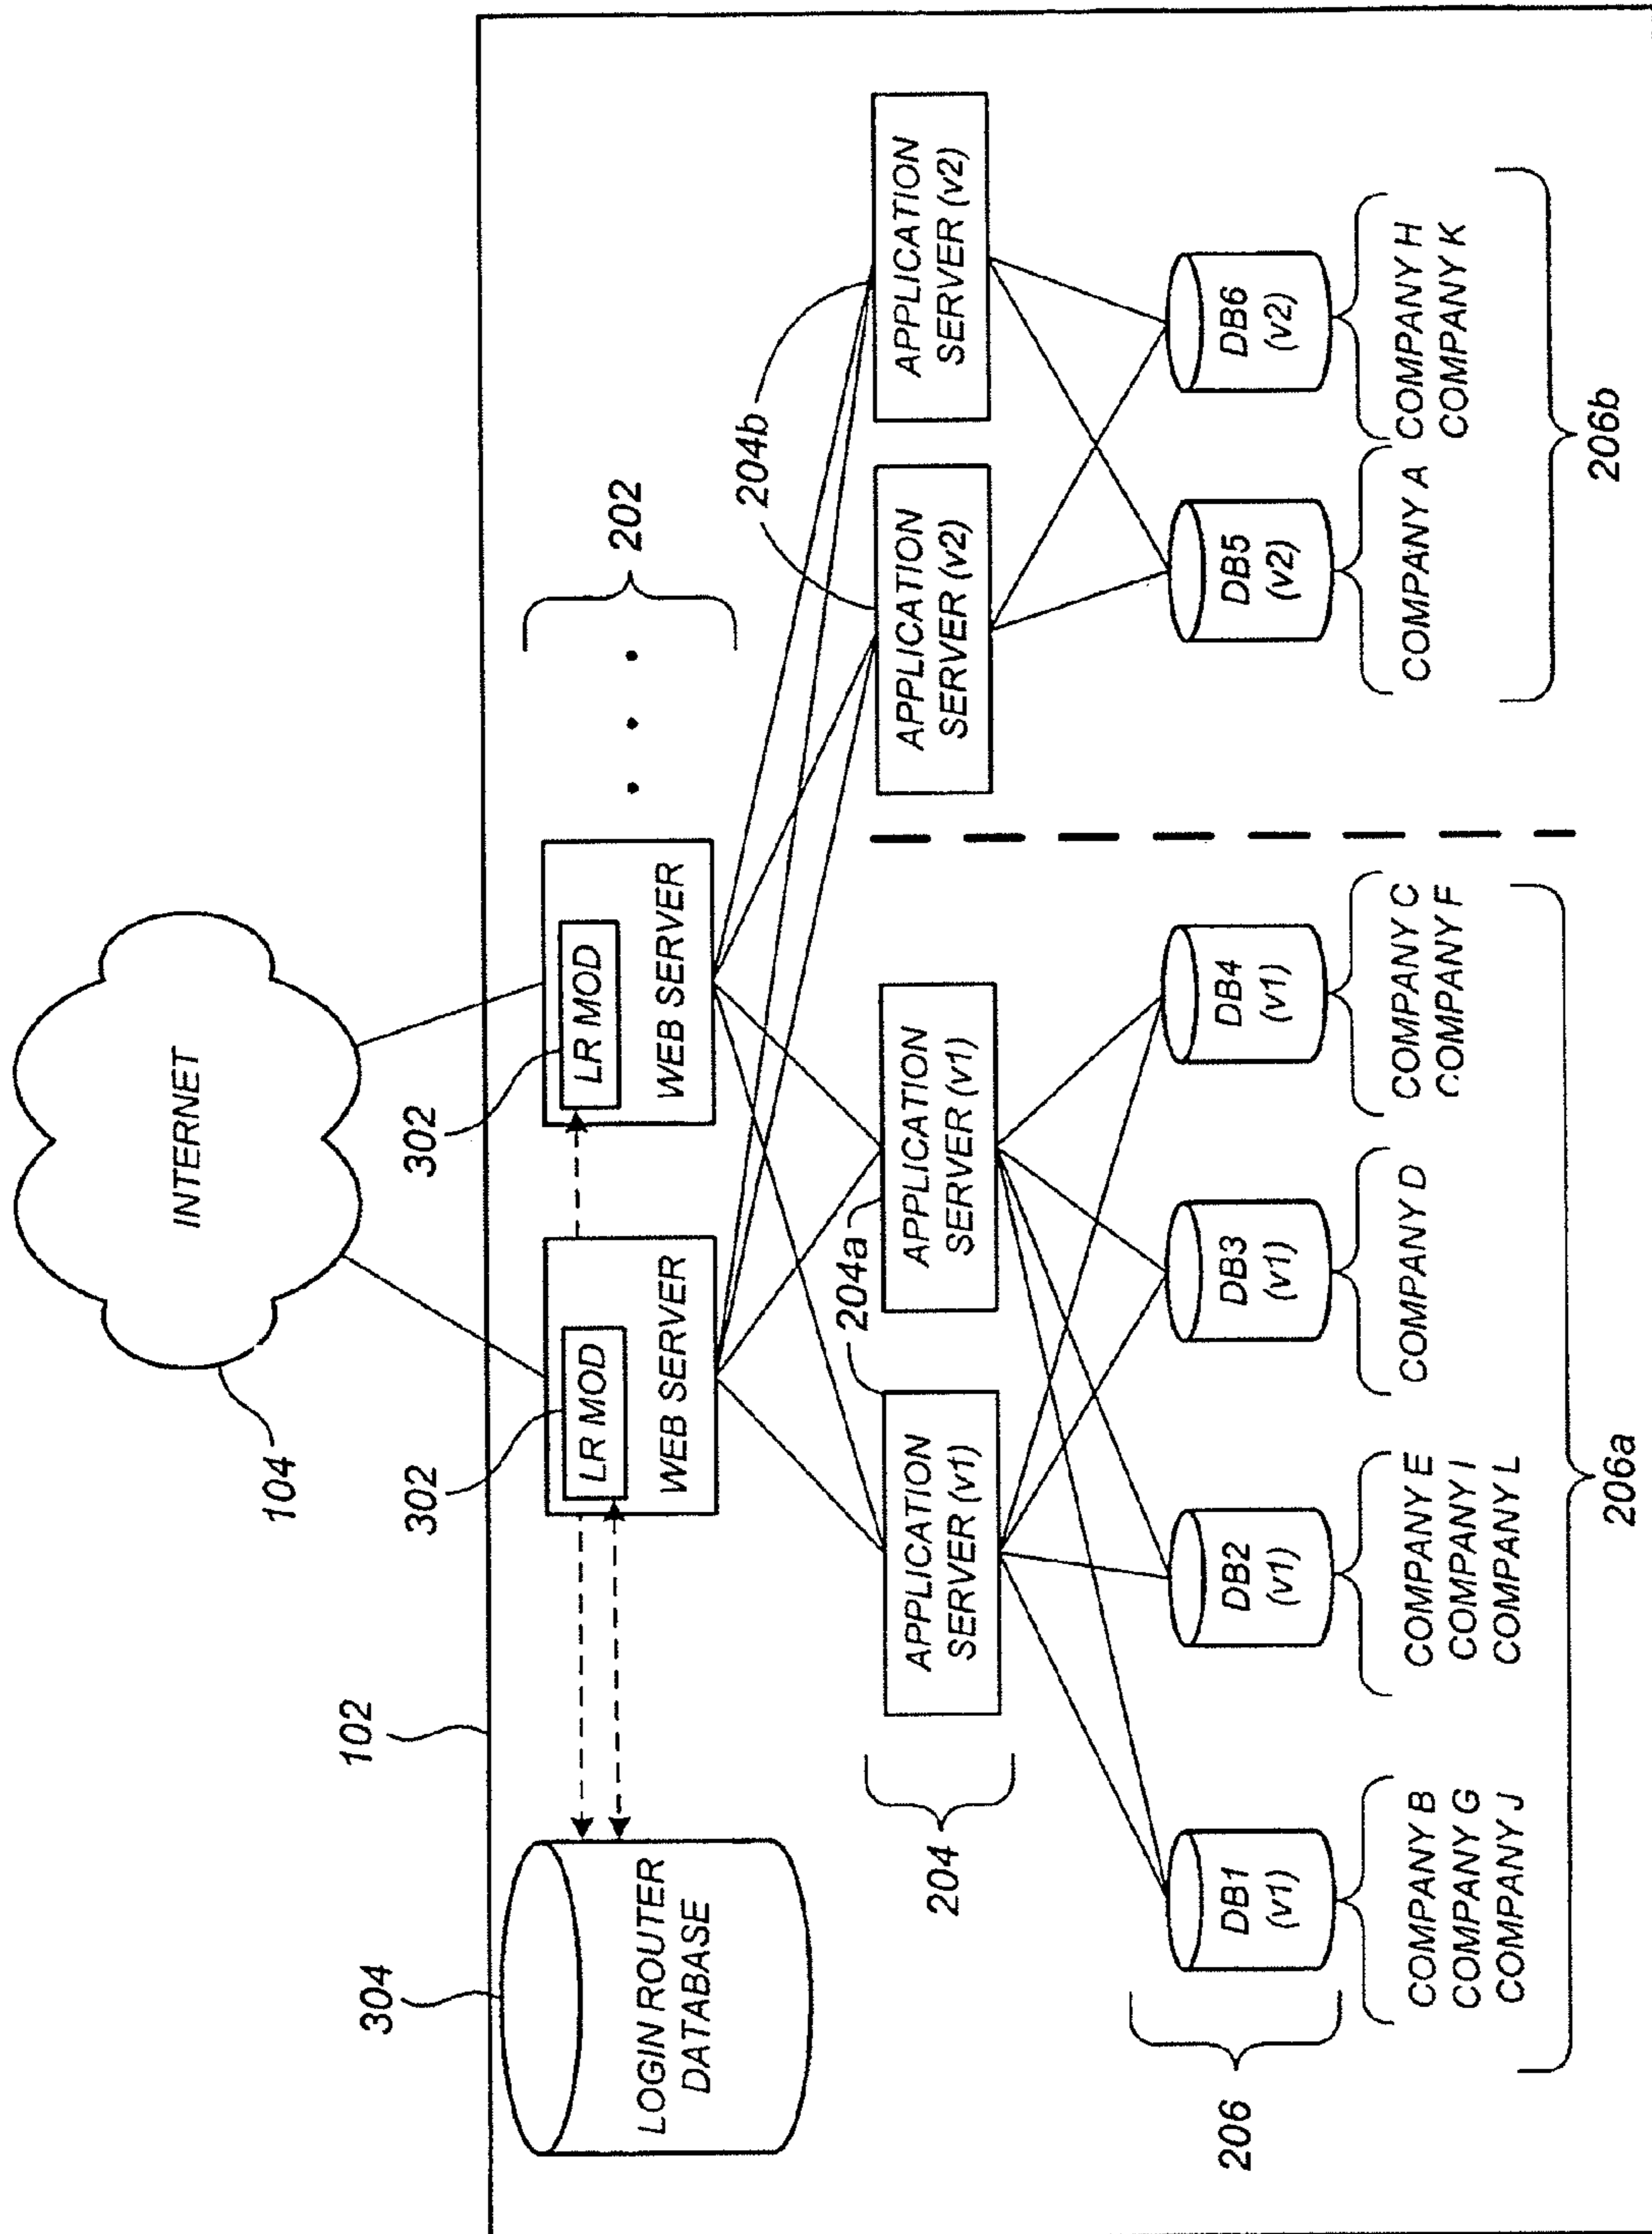 INTERNET
104
102
304
302
302
LOGIN ROUTER
DATABASE
LR MOD
WEB SERVER
LR MOD
WEB SERVER
202
204
204a
204b
APPLICATION
SERVER (v1)
APPLICATION
SERVER (v1)
APPLICATION
SERVER (v2)
APPLICATION
SERVER (v2)
206
DB1
(v1)
DB2
(v1)
DB3
(v1)
DB4
(v1)
DB5
(v2)
DB6
(v2)
COMPANY B
COMPANY G
COMPANY J
COMPANY E
COMPANY I
COMPANY L
COMPANY D
COMPANY C
COMPANY F
COMPANY A
COMPANY H
COMPANY K
206a
206b